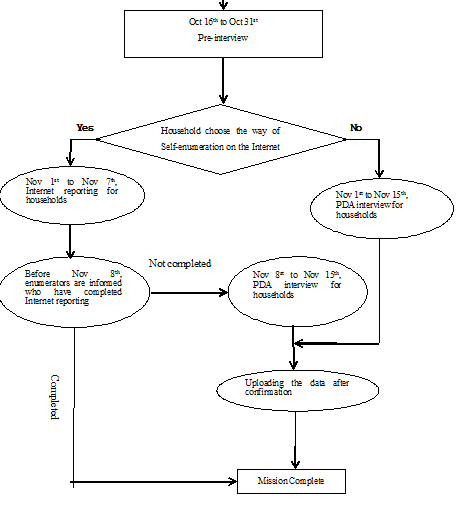 Oct 16th to Oct 31st
Pre-interview
Household choose the way of
Self-enumeration on the Internet
Yes
No
Nov 1st to Nov 7th,
Internet reporting for
households
Nov 1st to Nov 15th,
PDA interview for
households
Before Nov 8th,
enumerators are informed
who have completed
Internet reporting
Not completed
Nov 8st to Nov 15th,
PDA interview for
households
Completed
Uploading the data after
confirmation
Mission Complete